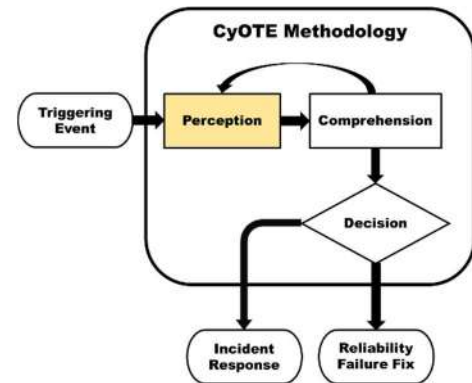 CyOTE Methodology
Triggering
Event
Perception
Comprehension
Decision
Incident
Response
Reliability
Failure Fix